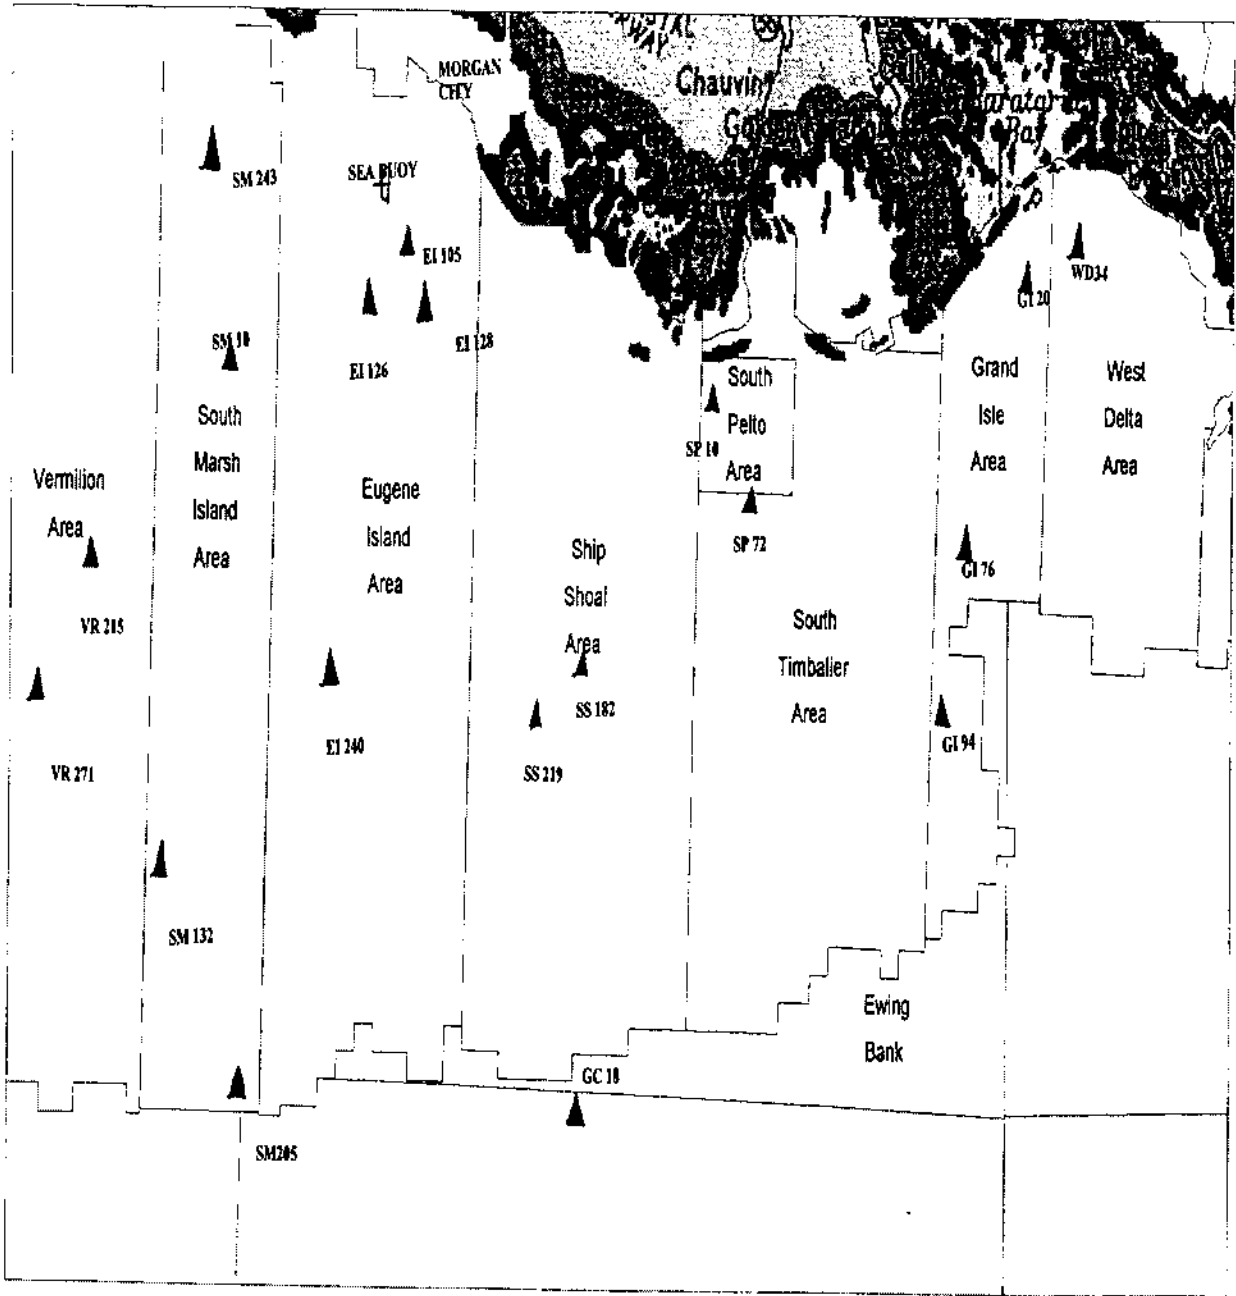 MORGAN
CITY
Chauvin
SM 243
SEA BUOY
EI 105
WD34
GI 20
EI 128
EI 126
South
Pelto
Area
SP 10
Grand
Isle
Area
West
Delta
Area
South
Marsh
Island
Area
Vermilion
Area
Eugene
Island
Area
SP 72
Ship
Shoal
Area
GI 76
VR 215
South
Timbalier
Area
SS 182
EI 240
GI 94
VR 271
SS 219
SM 132
Ewing
Bank
GC 18
SM205